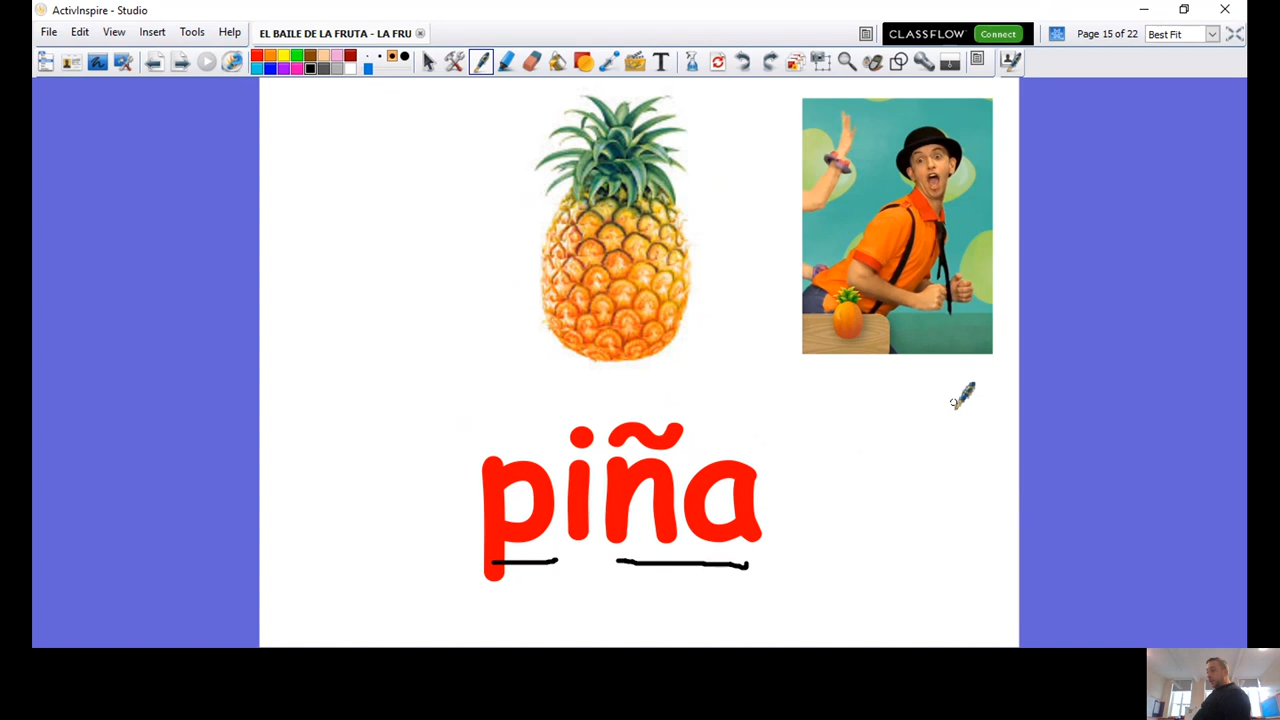 ActivInspire - Studio
File Edit View Insert Tools Help
EL BAILE DE LA FRUTA - LA FRU
CLASSFLOW Connect
Page 15 of 22
Best Fit
piña